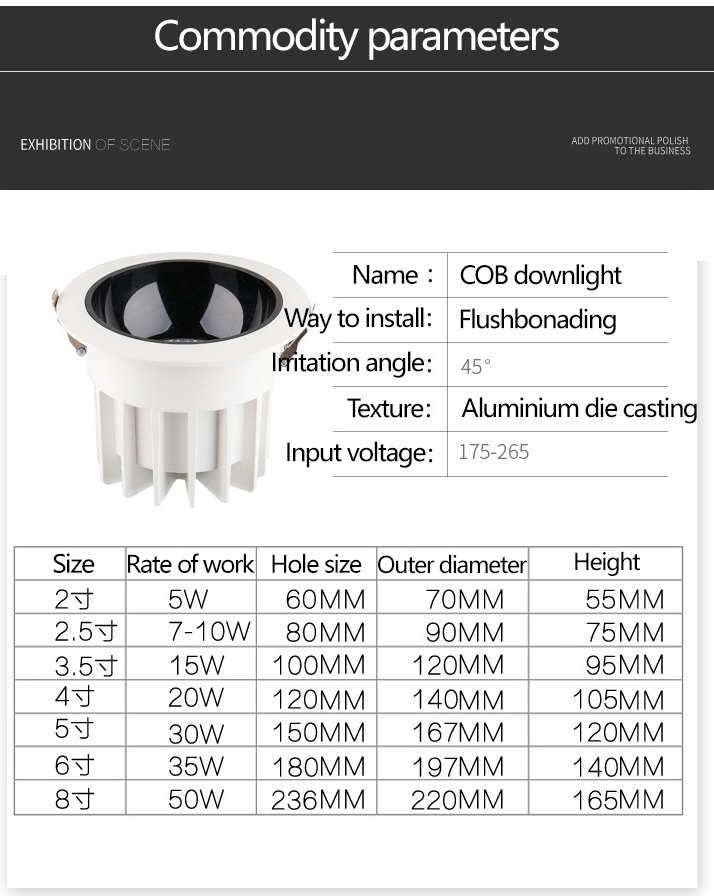 Commodity parameters
EXHIBITION OF SCENE
ADD PROMOTIONAL POLISH
TO THE BUSINESS
Name： COB downlight
Way to install： Flushbonading
Irritation angle： 45°
Texture： Aluminium die casting
Input voltage： 175-265
Size Rate of work Hole size Outer diameter Height
2寸 5W 60MM 70MM 55MM
2.5寸 7-10W 80MM 90MM 75MM
3.5寸 15W 100MM 120MM 95MM
4寸 20W 120MM 140MM 105MM
5寸 30W 150MM 167MM 120MM
6寸 35W 180MM 197MM 140MM
8寸 50W 236MM 220MM 165MM